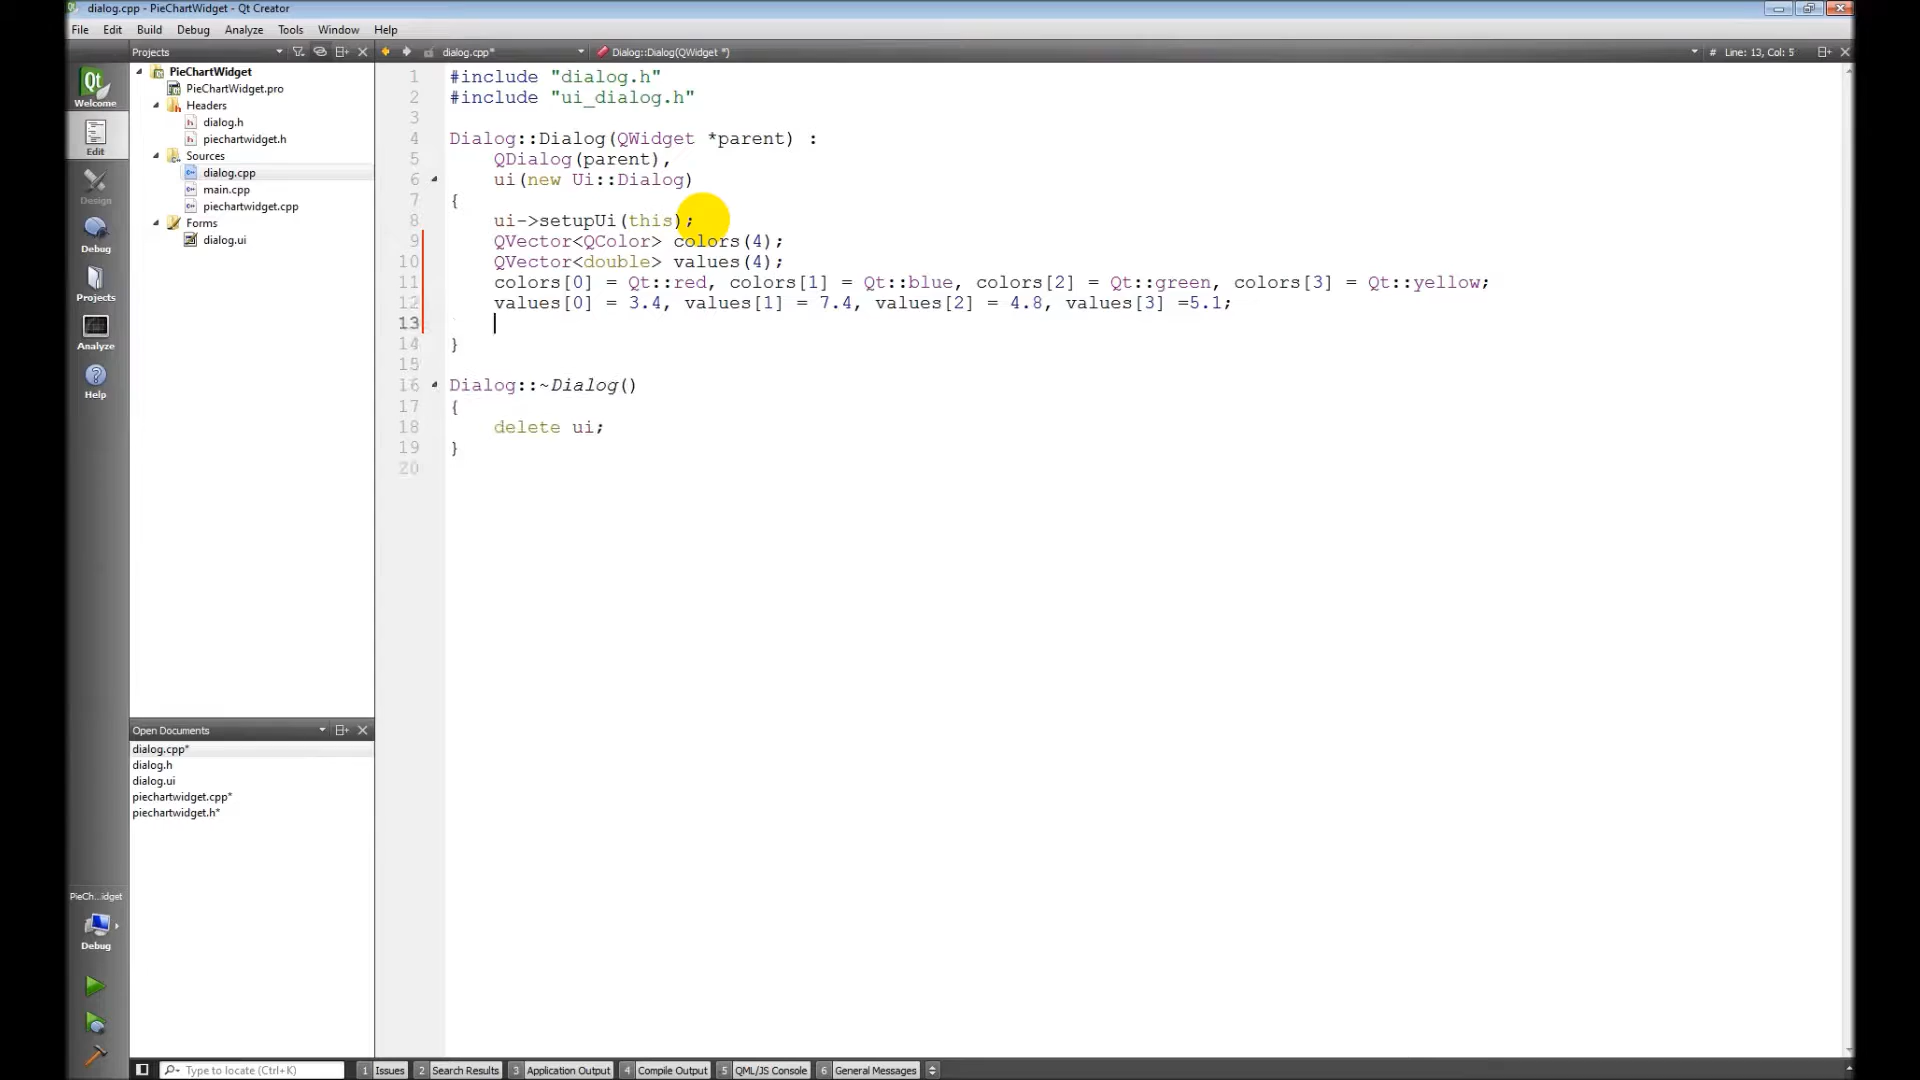 dialog.cpp - PieChartWidget - Qt Creator
File Edit Build Debug Analyze Tools Window Help
Projects
dialog.cpp*
Dialog::Dialog(QWidget *)
# Line: 13, Col: 5
Welcome
Edit
Design
Debug
Projects
Analyze
Help
PieChartWidget
PieChartWidget.pro
Headers
dialog.h
piechartwidget.h
Sources
dialog.cpp
main.cpp
piechartwidget.cpp
Forms
dialog.ui
1 #include "dialog.h"
2 #include "ui_dialog.h"
3
4 Dialog::Dialog(QWidget *parent) :
5 QDialog(parent),
6 ui(new Ui::Dialog)
7 {
8 ui->setupUi(this);
9 QVector<QColor> colors(4);
10 QVector<double> values(4);
11 colors[0] = Qt::red, colors[1] = Qt::blue, colors[2] = Qt::green, colors[3] = Qt::yellow;
12 values[0] = 3.4, values[1] = 7.4, values[2] = 4.8, values[3] =5.1;
13
14 }
15
16 Dialog::~Dialog()
17 {
18 delete ui;
19 }
20
Open Documents
dialog.cpp*
dialog.h
dialog.ui
piechartwidget.cpp*
piechartwidget.h*
PieCh...idget
Debug
Type to locate (Ctrl+K)
1 Issues 2 Search Results 3 Application Output 4 Compile Output 5 QML/JS Console 6 General Messages